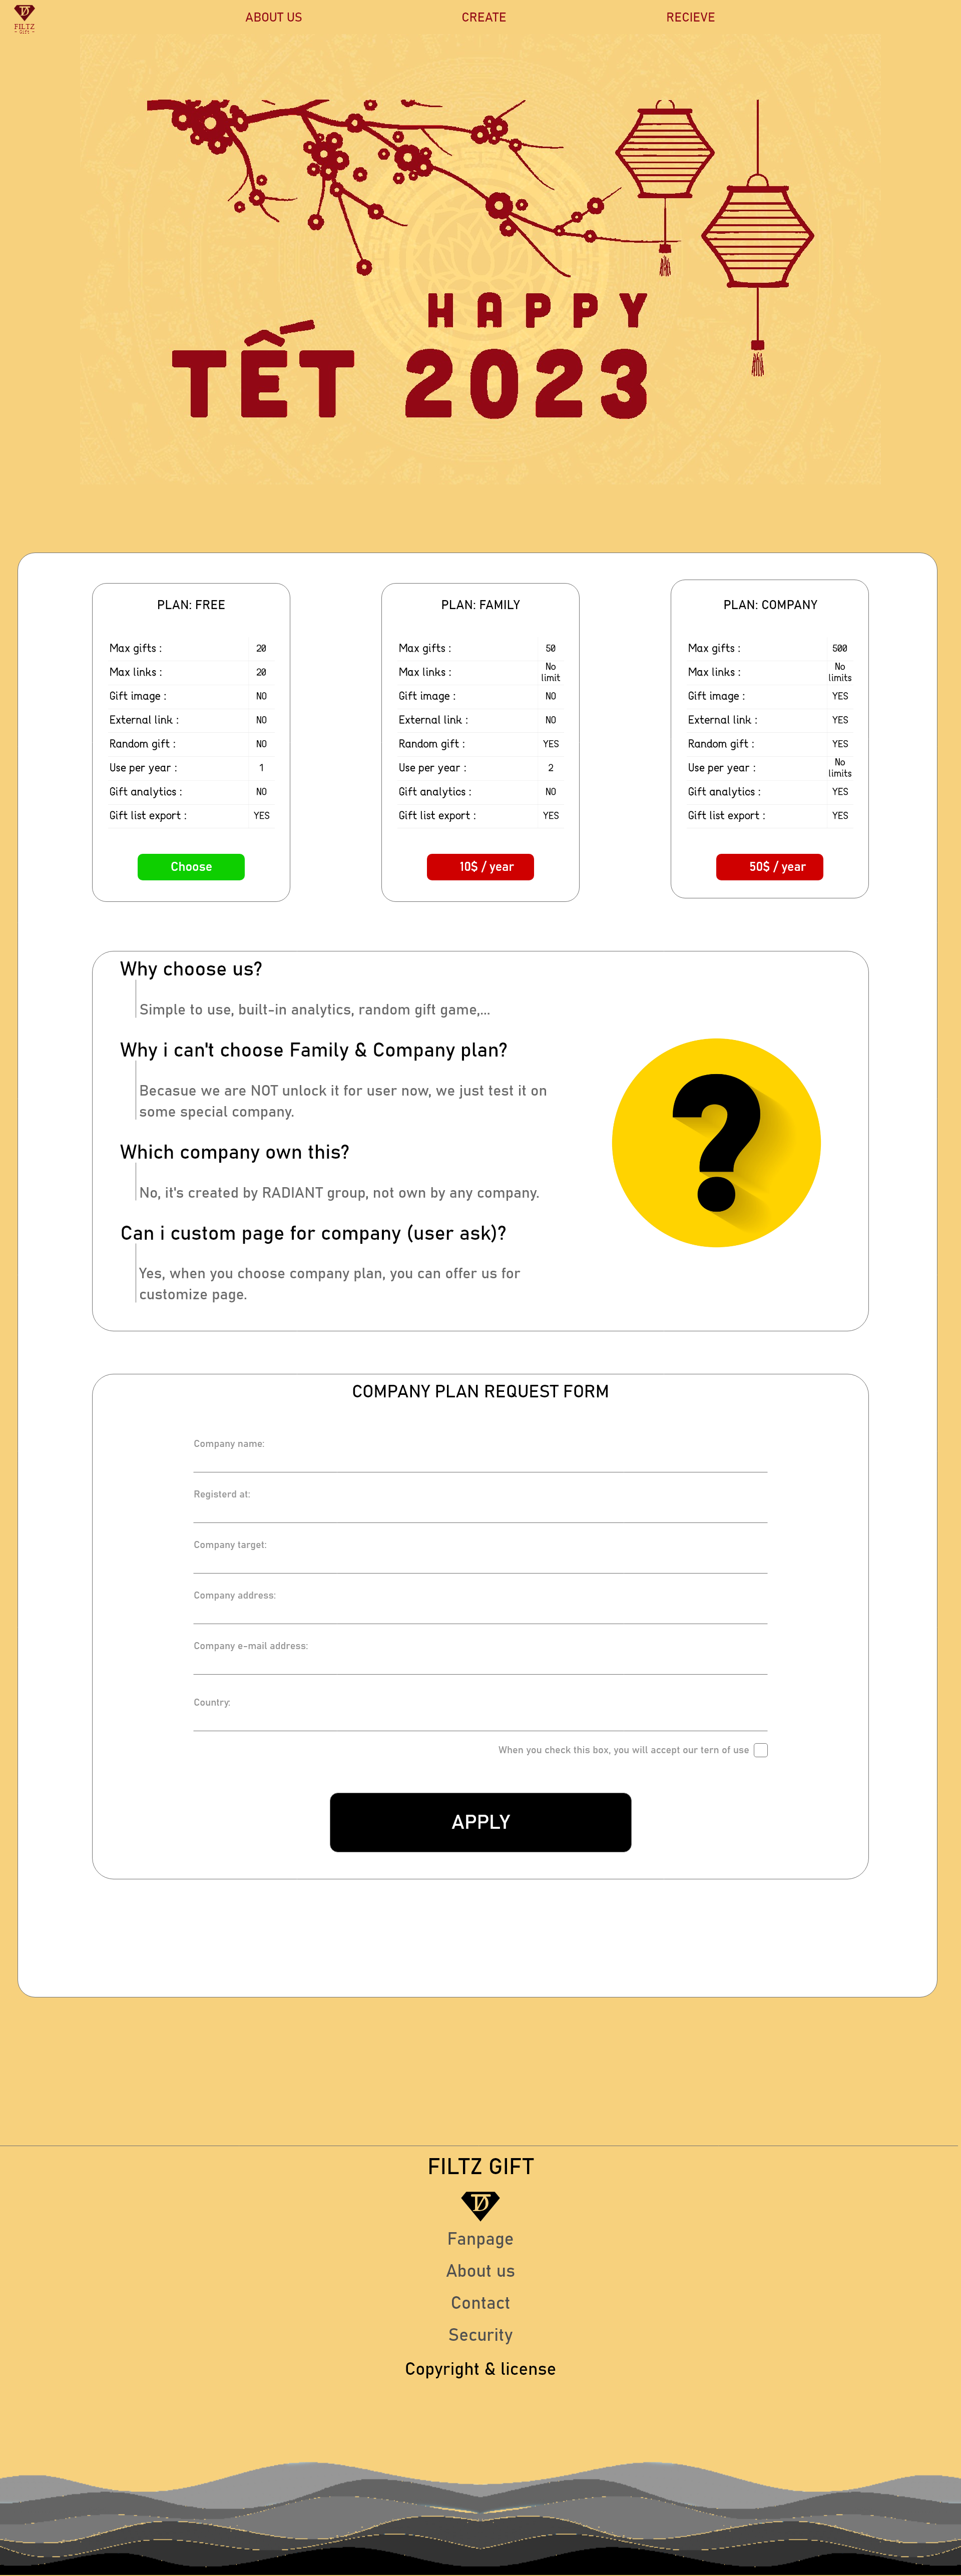 FILTZ
GIFT
ABOUT US
CREATE
RECIEVE
HAPPY
TẾT 2023
PLAN: FREE
Max gifts : 20
Max links : 20
Gift image : NO
External link : NO
Random gift : NO
Use per year : 1
Gift analytics : NO
Gift list export : YES
Choose
PLAN: FAMILY
Max gifts : 50
Max links : No
limit
Gift image : NO
External link : NO
Random gift : YES
Use per year : 2
Gift analytics : NO
Gift list export : YES
10$ / year
PLAN: COMPANY
Max gifts : 500
Max links : No
limits
Gift image : YES
External link : YES
Random gift : YES
Use per year : No
limits
Gift analytics : YES
Gift list export : YES
50$ / year
Why choose us?
Simple to use, built-in analytics, random gift game,...
Why i can't choose Family & Company plan?
Becasue we are NOT unlock it for user now, we just test it on
some special company.
Which company own this?
No, it's created by RADIANT group, not own by any company.
Can i custom page for company (user ask)?
Yes, when you choose company plan, you can offer us for
customize page.
?
COMPANY PLAN REQUEST FORM
Company name:
Registerd at:
Company target:
Company address:
Company e-mail address:
Country:
When you check this box, you will accept our tern of use
APPLY
FILTZ GIFT
Fanpage
About us
Contact
Security
Copyright & license